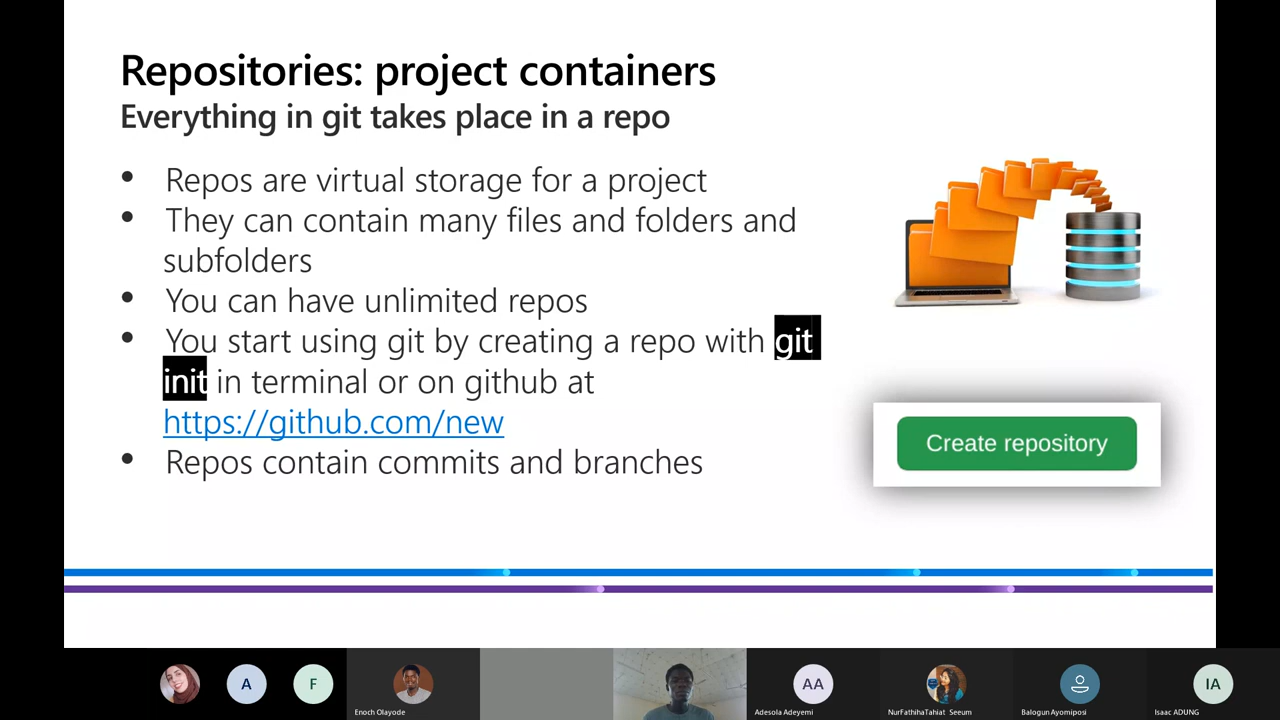 Repositories: project containers
Everything in git takes place in a repo
• Repos are virtual storage for a project
• They can contain many files and folders and
subfolders
• You can have unlimited repos
• You start using git by creating a repo with git
init in terminal or on github at
https://github.com/new
• Repos contain commits and branches
Create repository
A
F
AA
IA
Enoch Olayode
Adesola Adeyemi
NurFathihaTahiat Seeum
Balogun Ayomiposi
Isaac ADUNG